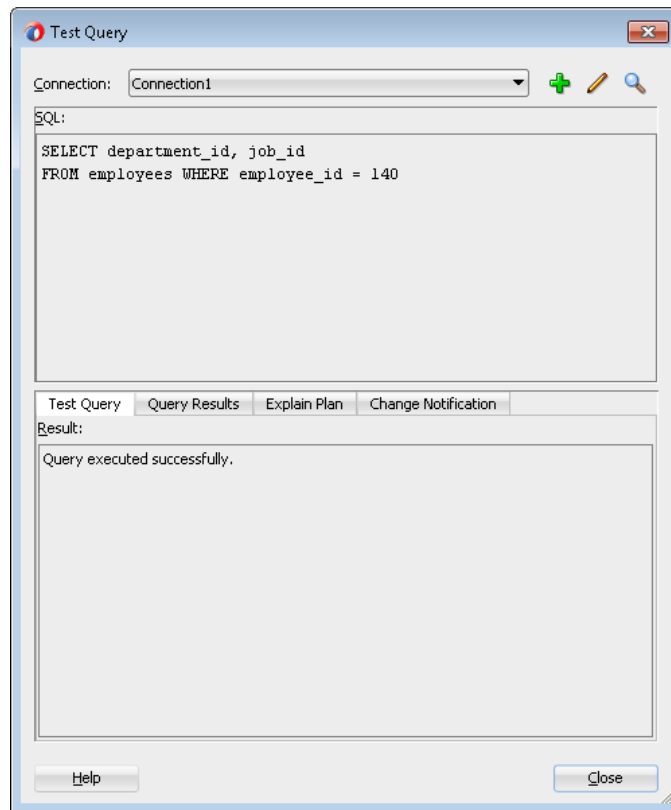 Test Query
Connection: Connection1
SQL:
SELECT department_id, job_id
FROM employees WHERE employee_id = 140
Test Query Query Results Explain Plan Change Notification
Result:
Query executed successfully.
Help Close